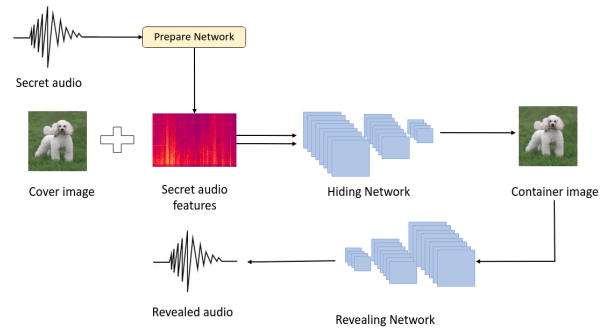 Prepare Network
Secret audio
Cover image
Secret audio
features
Hiding Network
Container image
Revealed audio
Revealing Network